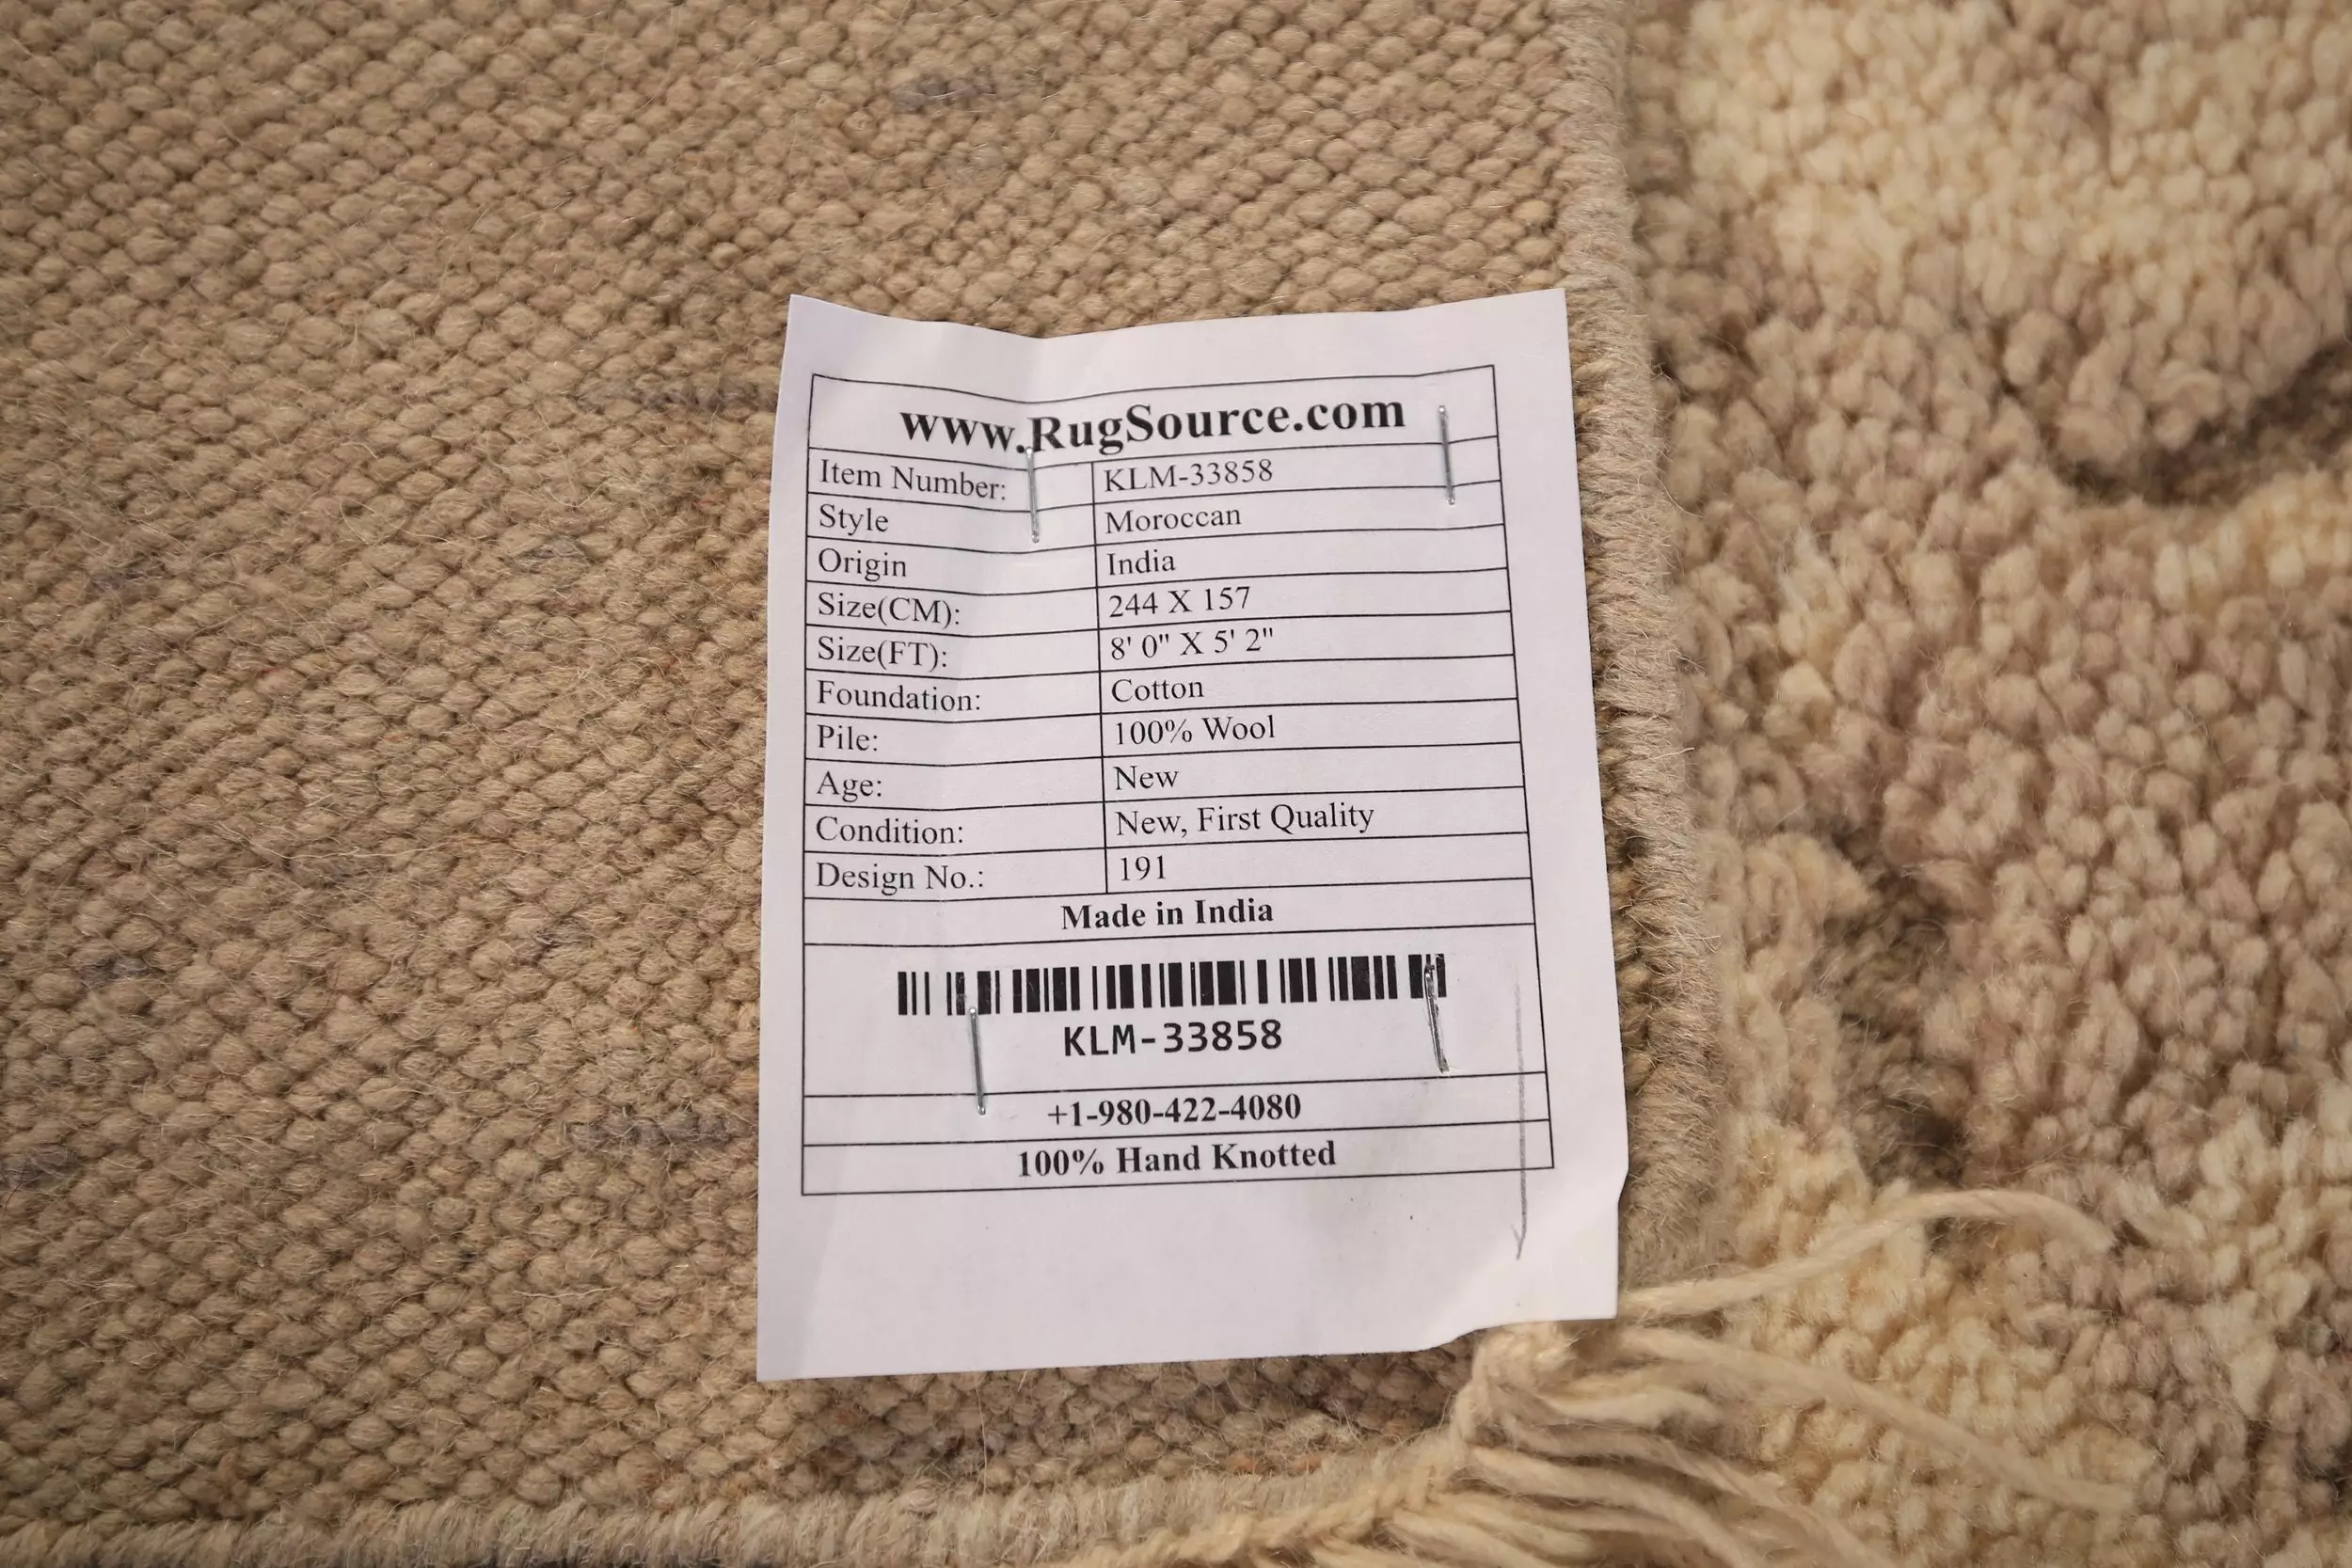 www.RugSource.com
Item Number: KLM-33858
Style Moroccan
Origin India
Size(CM): 244 X 157
Size(FT): 8' 0" X 5' 2"
Foundation: Cotton
Pile: 100% Wool
Age: New
Condition: New, First Quality
Design No.: 191
Made in India
KLM-33858
+1-980-422-4080
100% Hand Knotted